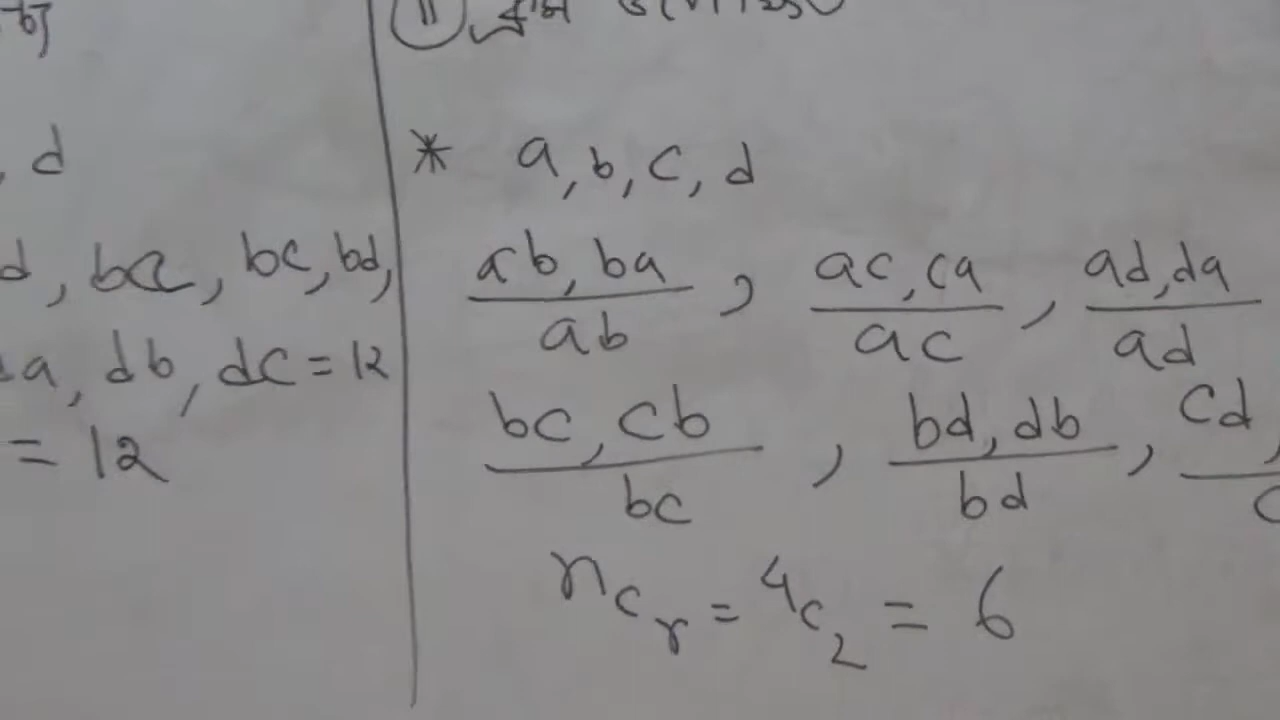 , d
d, ba, bc, bd,
a, db, dc = 12
= 12
11
* a, b, c, d
ab, ba , ac, ca , ad, da
ab ac ad
bc, cb , bd, db , cd,
bc bd c
nCr = 4C2 = 6